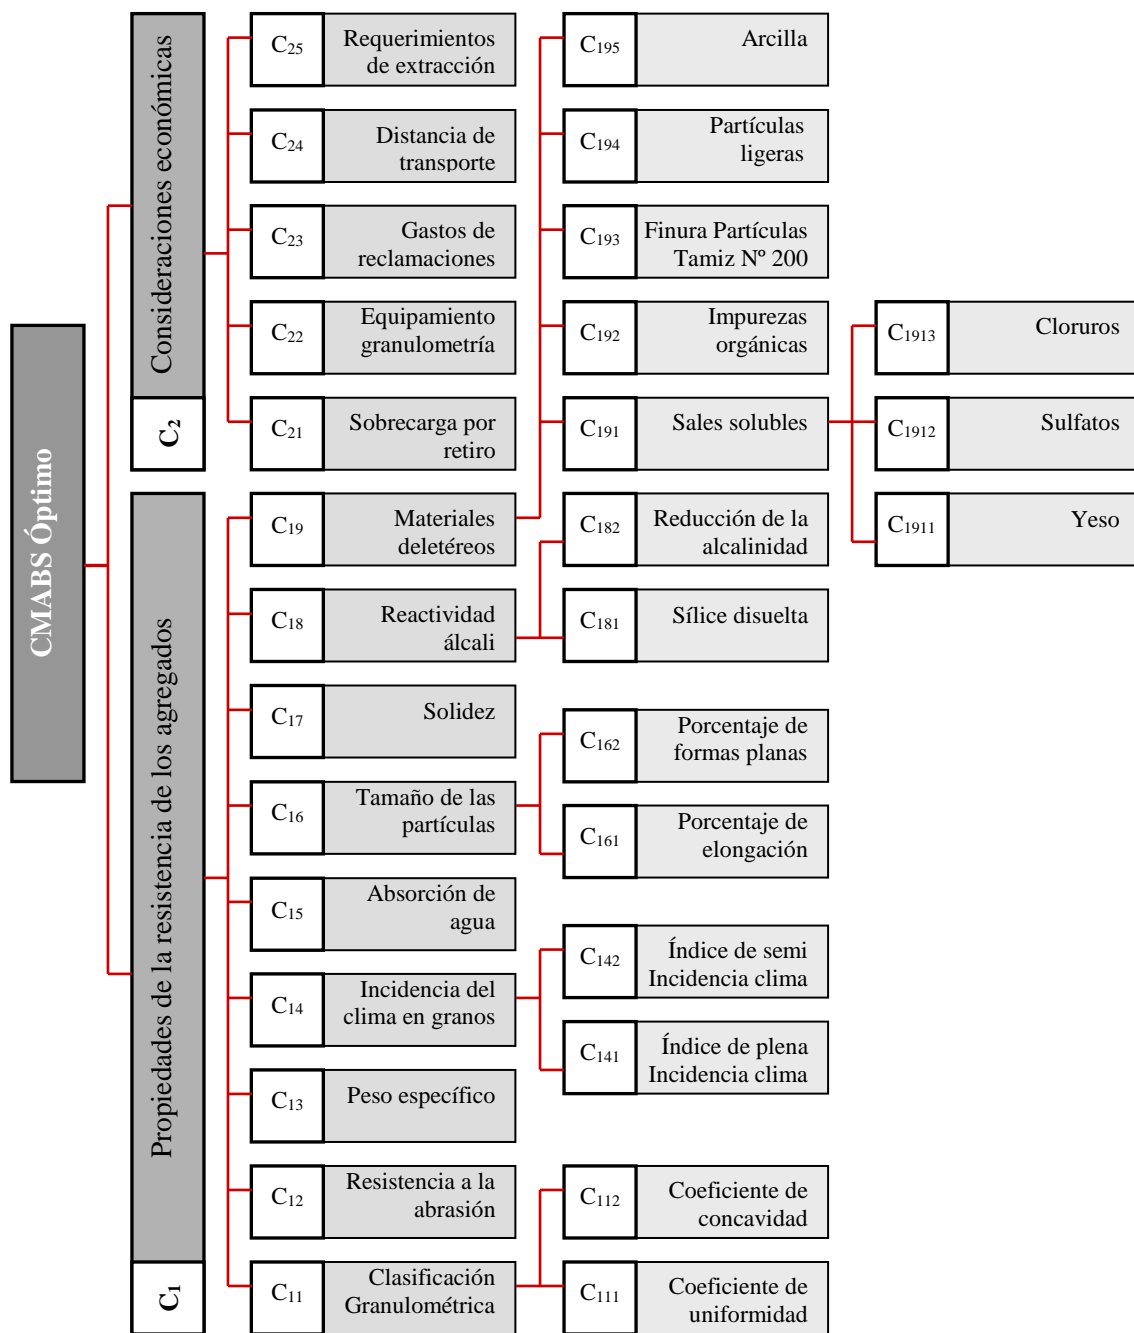 CMABS Óptimo
Consideraciones económicas
C2
C25
Requerimientos
de extracción
C24
Distancia de
transporte
C23
Gastos de
reclamaciones
C22
Equipamiento
granulometría
C21
Sobrecarga por
retiro
Propiedades de la resistencia de los agregados
C1
C19
Materiales
deletéreos
C195
Arcilla
C194
Partículas
ligeras
C193
Finura Partículas
Tamiz Nº 200
C192
Impurezas
orgánicas
C191
Sales solubles
C1913
Cloruros
C1912
Sulfatos
C1911
Yeso
C18
Reactividad
álcali
C182
Reducción de la
alcalinidad
C181
Sílice disuelta
C17
Solidez
C16
Tamaño de las
partículas
C162
Porcentaje de
formas planas
C161
Porcentaje de
elongación
C15
Absorción de
agua
C14
Incidencia del
clima en granos
C142
Índice de semi
Incidencia clima
C141
Índice de plena
Incidencia clima
C13
Peso específico
C12
Resistencia a la
abrasión
C11
Clasificación
Granulométrica
C112
Coeficiente de
concavidad
C111
Coeficiente de
uniformidad